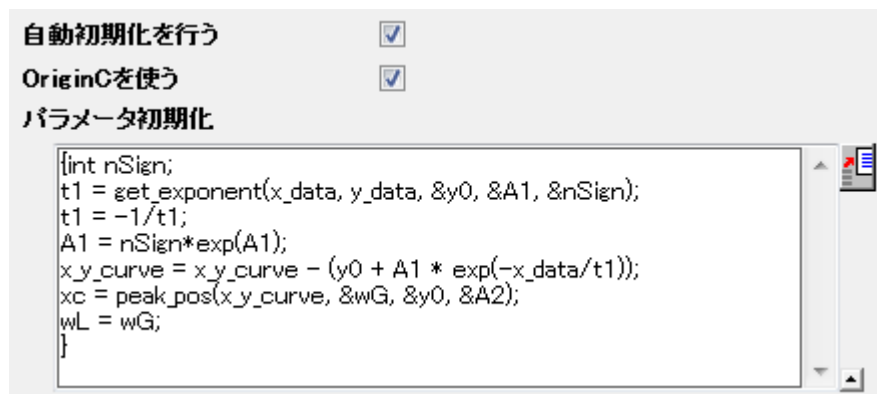 自動初期化を行う
OriginCを使う
パラメータ初期化
{int nSign;
t1 = get_exponent(x_data, y_data, &y0, &A1, &nSign);
t1 = -1/t1;
A1 = nSign*exp(A1);
x_y_curve = x_y_curve - (y0 + A1 * exp(-x_data/t1));
xc = peak_pos(x_y_curve, &wG, &y0, &A2);
wL = wG;
}